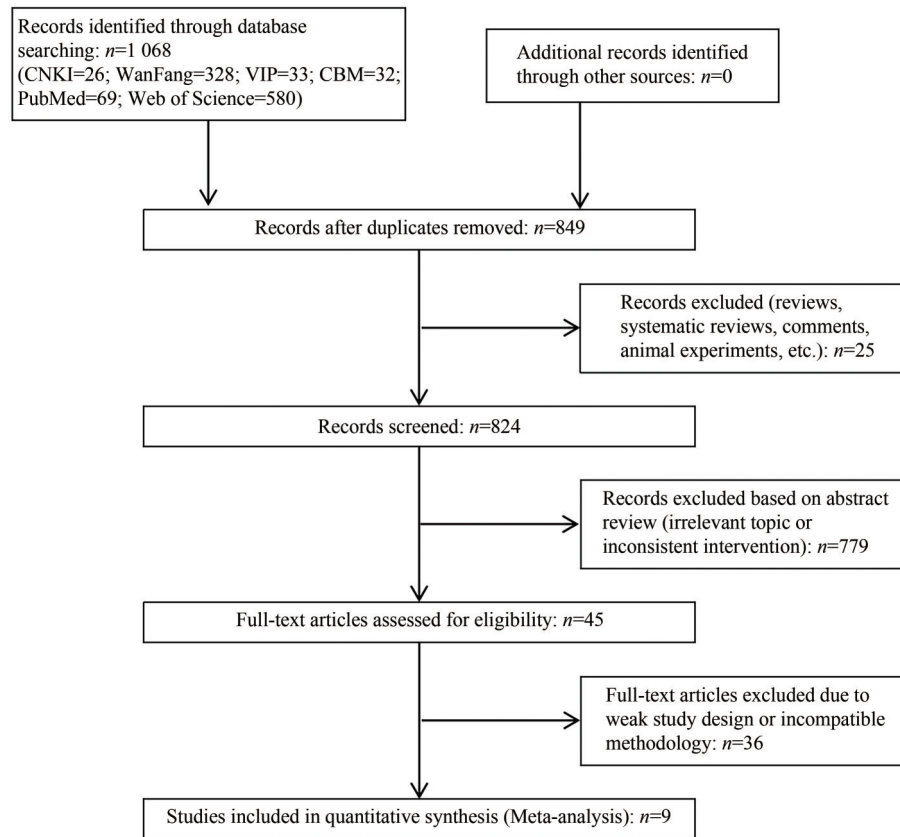 Records identified through database
searching: n=1 068
(CNKI=26; WanFang=328; VIP=33; CBM=32;
PubMed=69; Web of Science=580)
Additional records identified
through other sources: n=0
Records after duplicates removed: n=849
Records excluded (reviews,
systematic reviews, comments,
animal experiments, etc.): n=25
Records screened: n=824
Records excluded based on abstract
review (irrelevant topic or
inconsistent intervention): n=779
Full-text articles assessed for eligibility: n=45
Full-text articles excluded due to
weak study design or incompatible
methodology: n=36
Studies included in quantitative synthesis (Meta-analysis): n=9